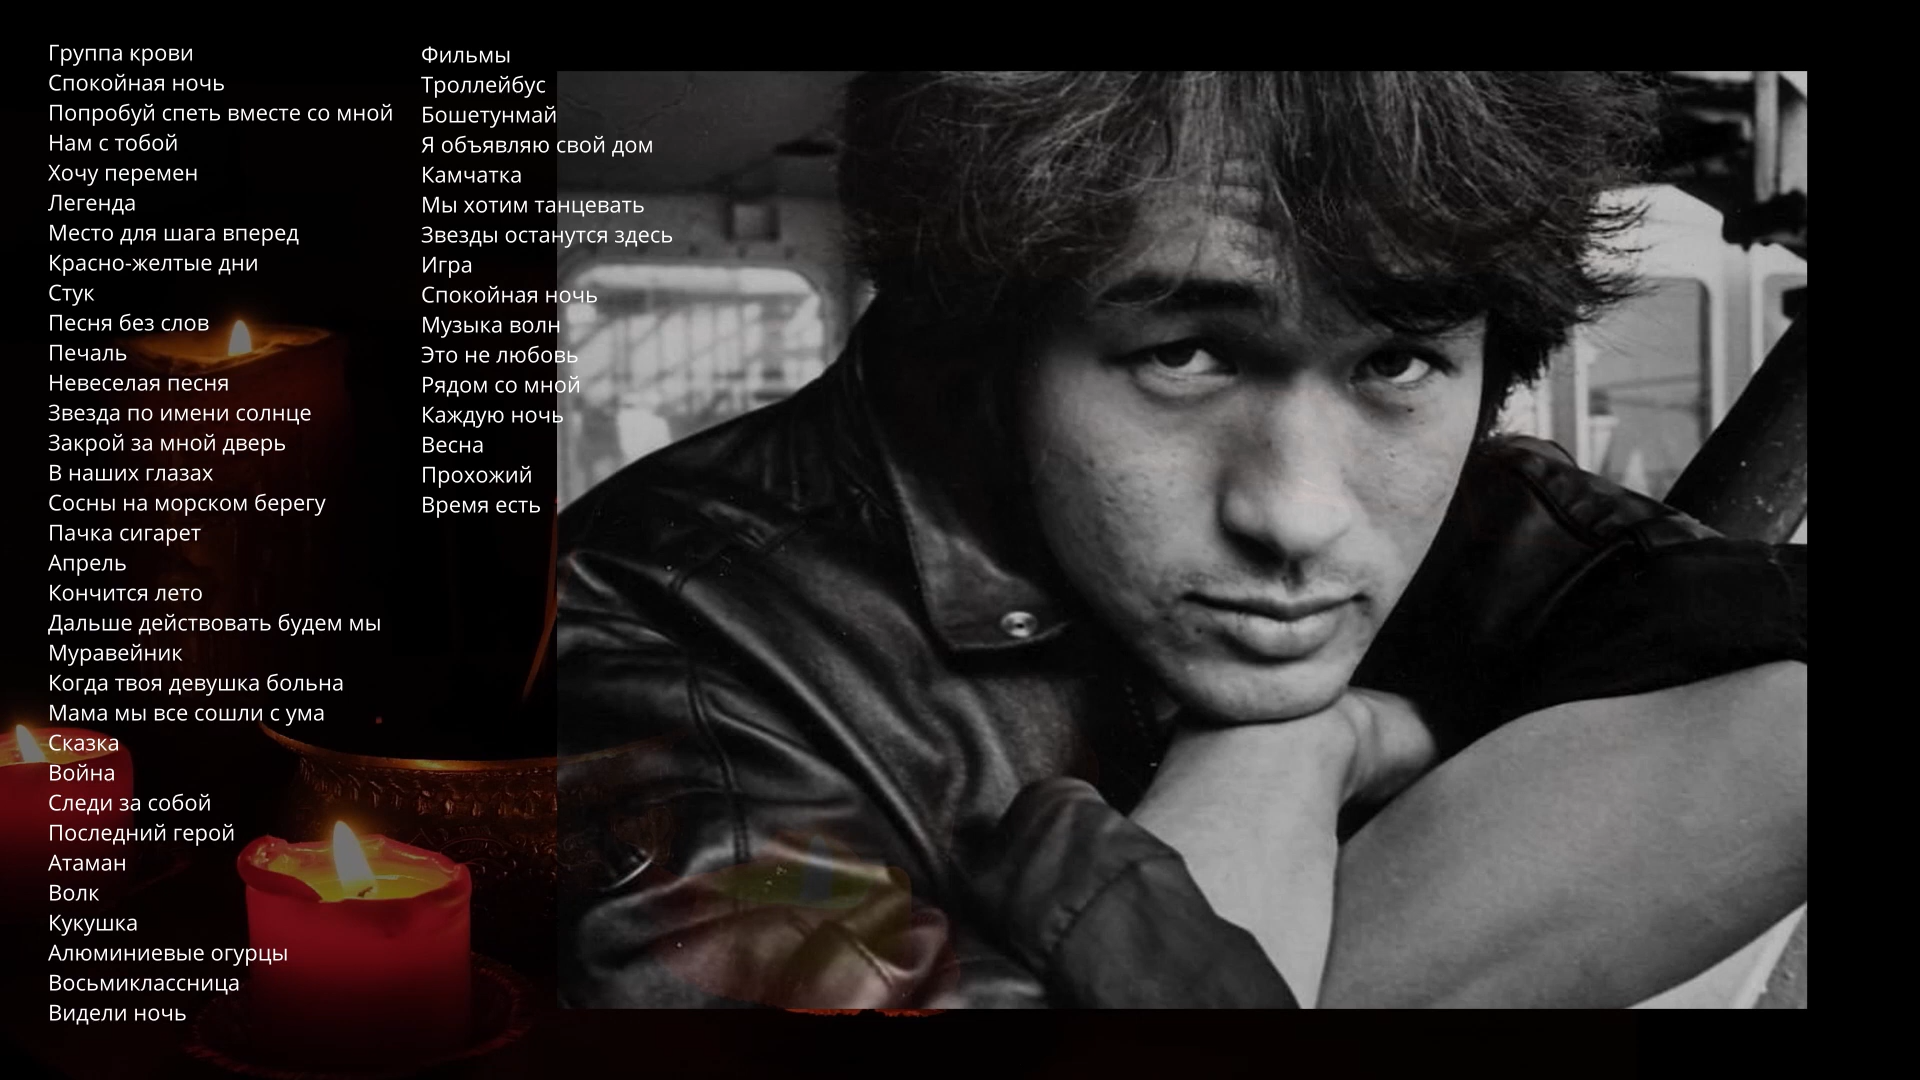 Группа крови
Спокойная ночь
Попробуй спеть вместе со мной
Нам с тобой
Хочу перемен
Легенда
Место для шага вперед
Красно-желтые дни
Стук
Песня без слов
Печаль
Невеселая песня
Звезда по имени солнце
Закрой за мной дверь
В наших глазах
Сосны на морском берегу
Пачка сигарет
Апрель
Кончится лето
Дальше действовать будем мы
Муравейник
Когда твоя девушка больна
Мама мы все сошли с ума
Сказка
Война
Следи за собой
Последний герой
Атаман
Волк
Кукушка
Алюминиевые огурцы
Восьмиклассница
Видели ночь
Фильмы
Троллейбус
Бошетунмай
Я объявляю свой дом
Камчатка
Мы хотим танцевать
Звезды останутся здесь
Игра
Спокойная ночь
Музыка волн
Это не любовь
Рядом со мной
Каждую ночь
Весна
Прохожий
Время есть